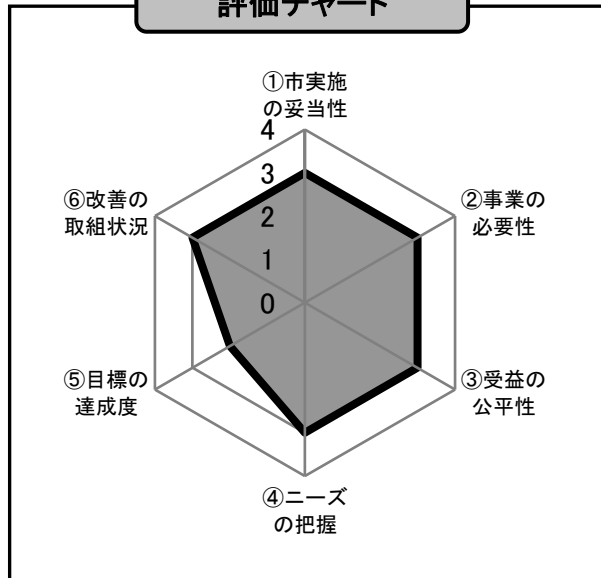 評価チャート
①市実施
の妥当性
4
3
2
1
0
②事業の
必要性
③受益の
公平性
④ニーズ
の把握
⑤目標の
達成度
⑥改善の
取組状況